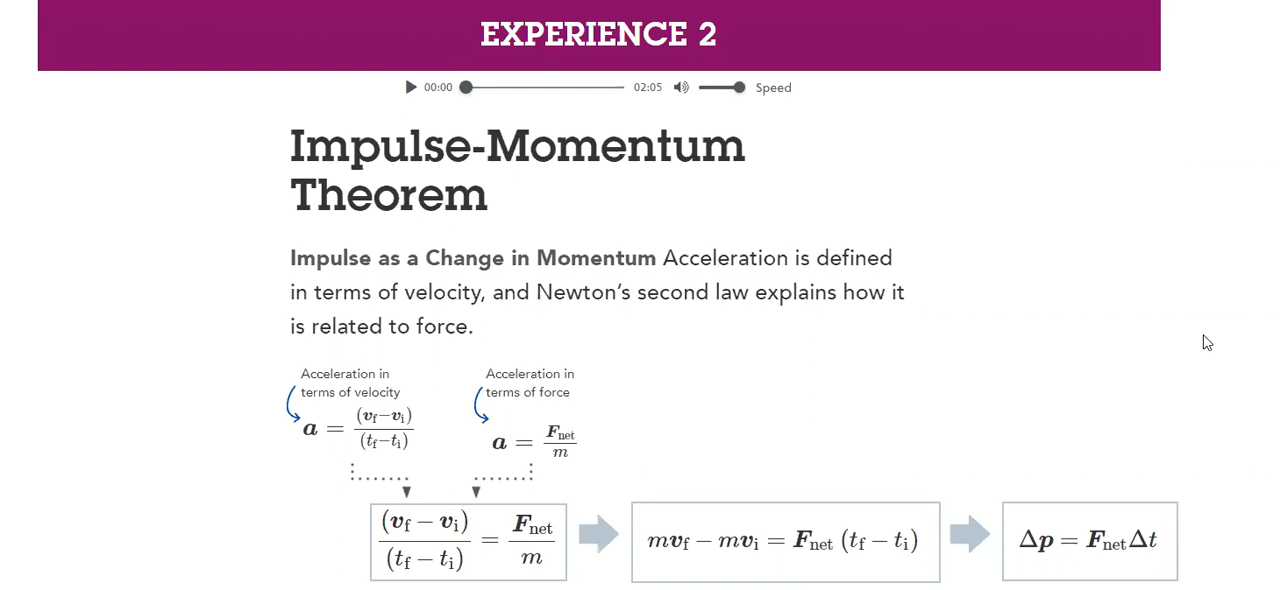 EXPERIENCE 2
00:00 02:05 Speed
Impulse-Momentum
Theorem
Impulse as a Change in Momentum Acceleration is defined
in terms of velocity, and Newton's second law explains how it
is related to force.
Acceleration in
terms of velocity
a = (vf−vi)/(tf−ti)
Acceleration in
terms of force
a = Fnet/m
(vf − vi)/(tf − ti) = Fnet/m
mvf − mvi = Fnet (tf − ti)
Δp = FnetΔt